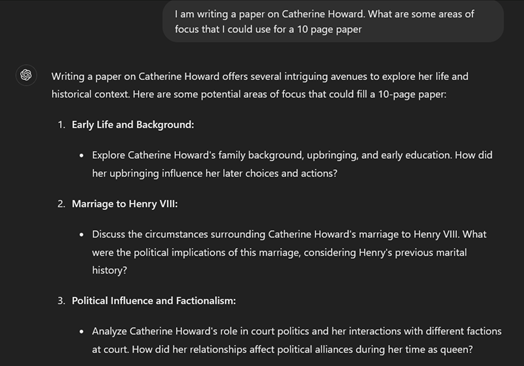 I am writing a paper on Catherine Howard. What are some areas of
focus that I could use for a 10 page paper
Writing a paper on Catherine Howard offers several intriguing avenues to explore her life and
historical context. Here are some potential areas of focus that could fill a 10-page paper:
1. Early Life and Background:
• Explore Catherine Howard's family background, upbringing, and early education. How did
her upbringing influence her later choices and actions?
2. Marriage to Henry VIII:
• Discuss the circumstances surrounding Catherine Howard's marriage to Henry VIII. What
were the political implications of this marriage, considering Henry's previous marital
history?
3. Political Influence and Factionalism:
• Analyze Catherine Howard's role in court politics and her interactions with different factions
at court. How did her relationships affect political alliances during her time as queen?